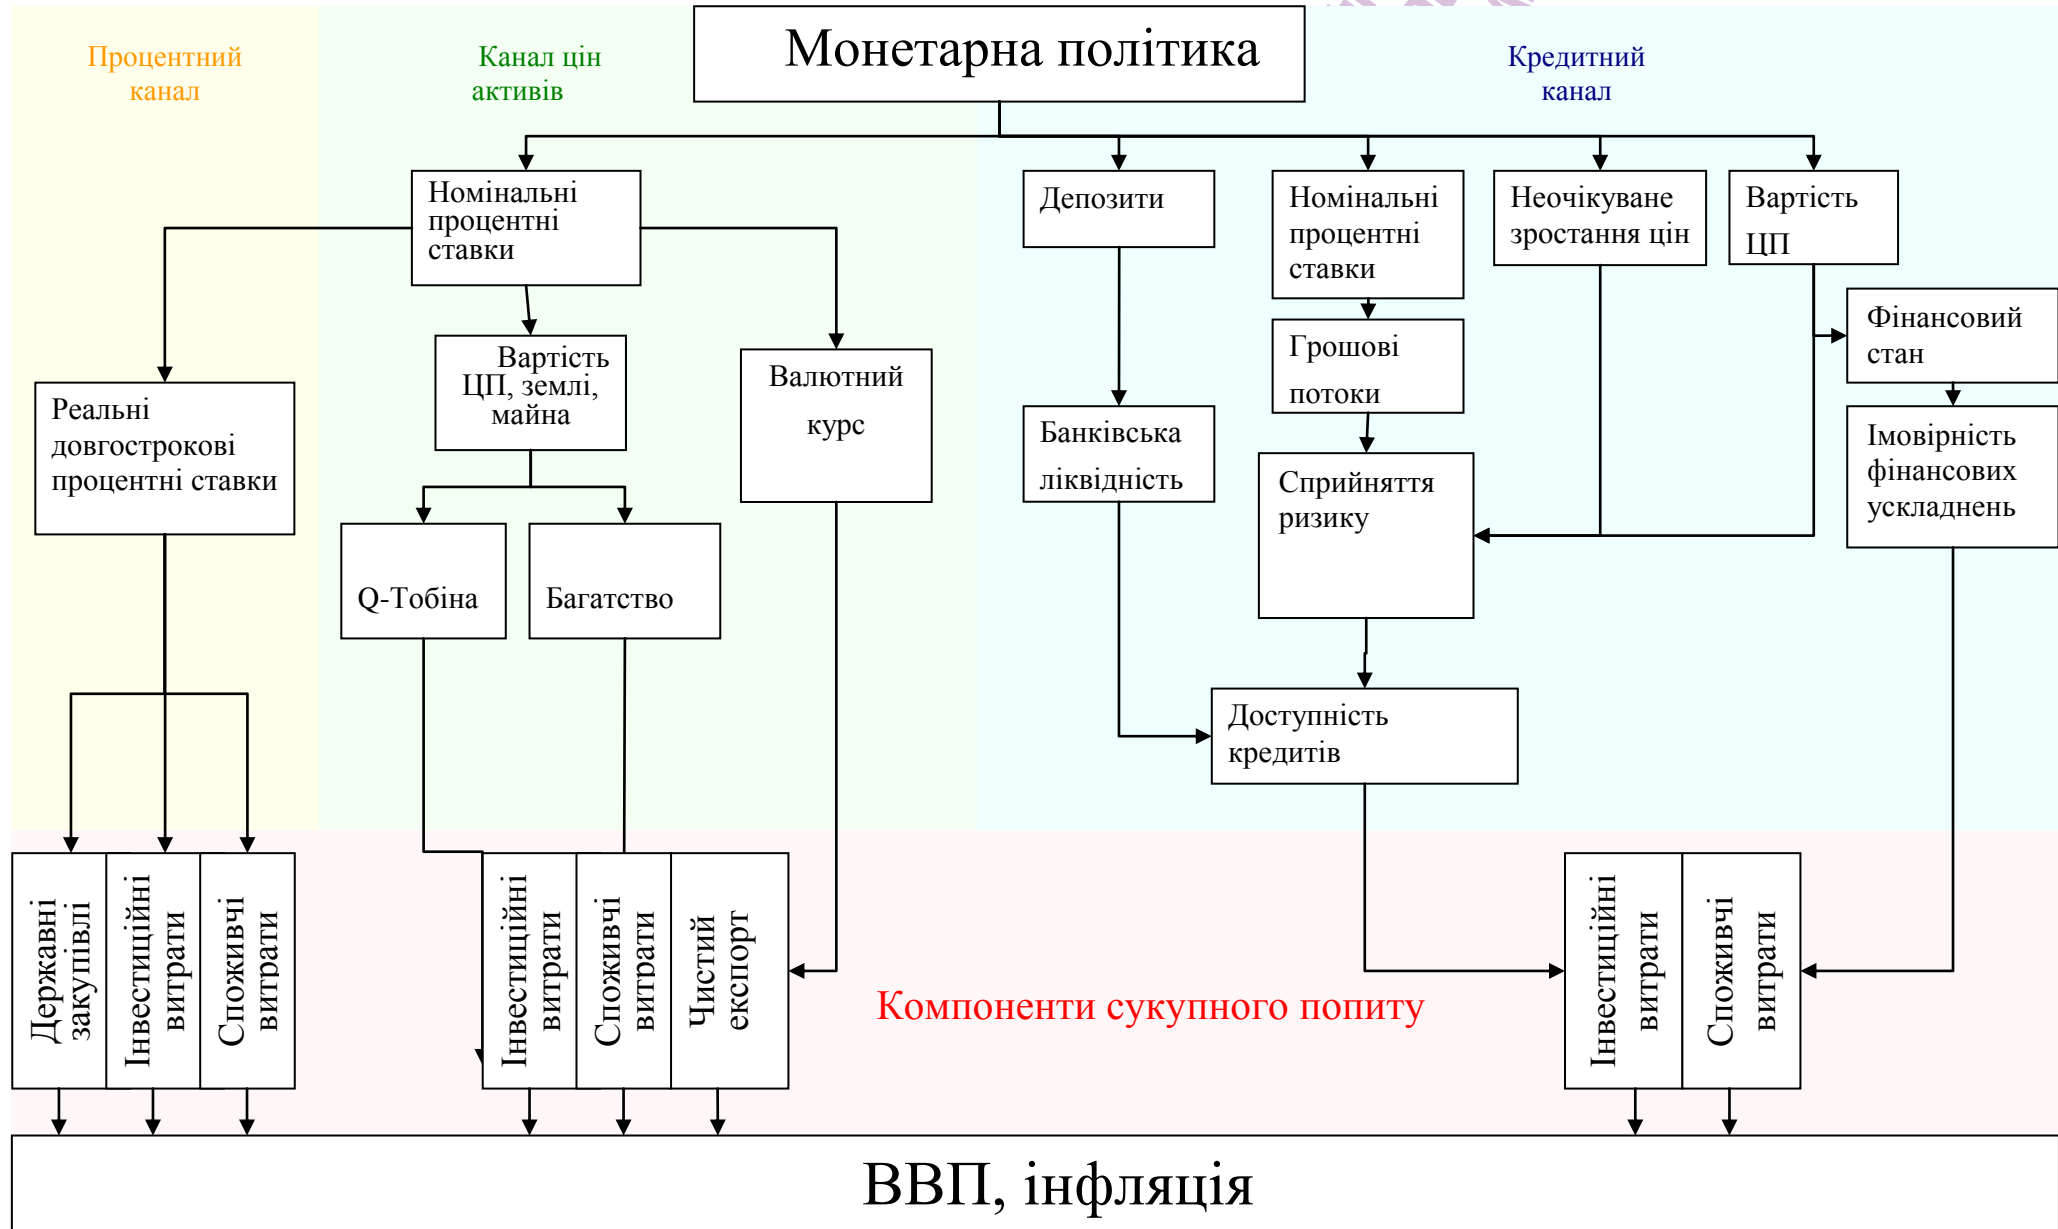 Монетарна політика
Процентний
канал
Канал цін
активів
Кредитний
канал
Номінальні
процентні
ставки
Депозити
Номінальні
процентні
ставки
Неочікуване
зростання цін
Вартість
ЦП
Фінансовий
стан
Вартість
ЦП, землі,
майна
Валютний
курс
Грошові
потоки
Реальні
довгострокові
процентні ставки
Банківська
ліквідність
Імовірність
фінансових
ускладнень
Сприйняття
ризику
Q-Тобіна
Багатство
Доступність
кредитів
Державні
закупівлі
Інвестиційні
витрати
Споживчі
витрати
Інвестиційні
витрати
Споживчі
витрати
Чистий
експорт
Компоненти сукупного попиту
Інвестиційні
витрати
Споживчі
витрати
ВВП, інфляція